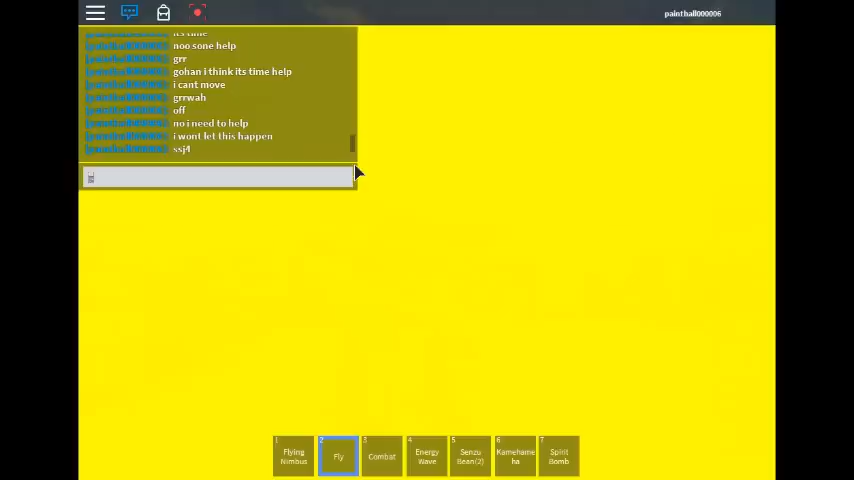 painthall000006
its time
noo sone help
grr
gohan i think its time help
i cant move
grrwah
off
no i need to help
i wont let this happen
ssj4
1
Flying
Nimbus
2
Fly
3
Combat
4
Energy
Wave
5
Senzu
Bean(2)
6
Kamehame
ha
7
Spirit
Bomb